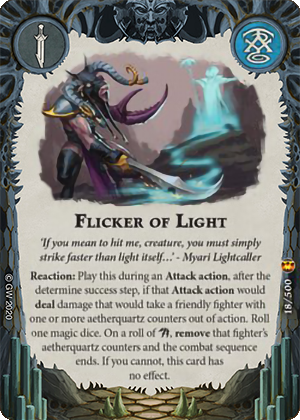 FLICKER OF LIGHT
'If you mean to hit me, creature, you must simply
strike faster than light itself...' - Myari Lightcaller
Reaction: Play this during an Attack action, after the
determine success step, if that Attack action would
deal damage that would take a friendly fighter with
one or more aetherquartz counters out of action. Roll
one magic dice. On a roll of , remove that fighter's
aetherquartz counters and the combat sequence
ends. If you cannot, this card has
no effect.
© GW 2020
18/500